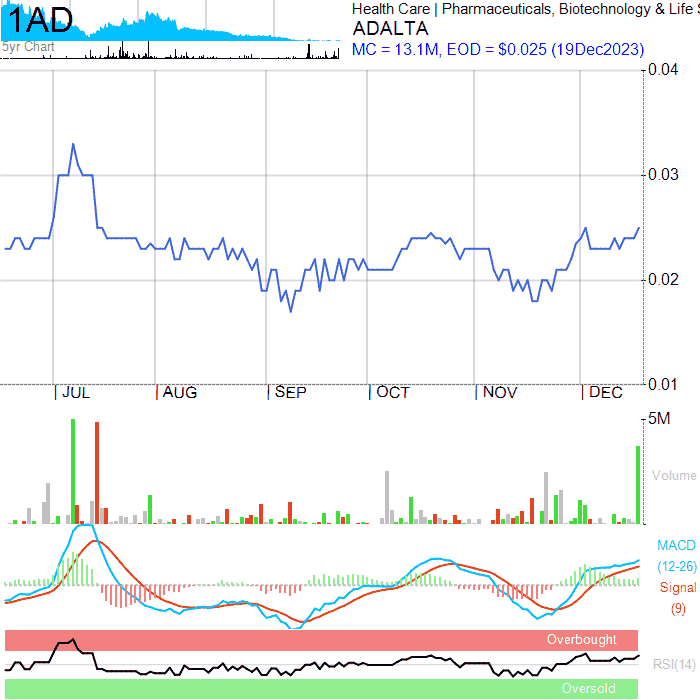 1AD
5yr Chart
Health Care | Pharmaceuticals, Biotechnology & Life S
ADALTA
MC = 13.1M, EOD = $0.025 (19Dec2023)
0.04
0.03
0.02
0.01
JUL AUG SEP OCT NOV DEC
5M
Volume
MACD
(12-26)
Signal
(9)
Overbought
RSI(14)
Oversold